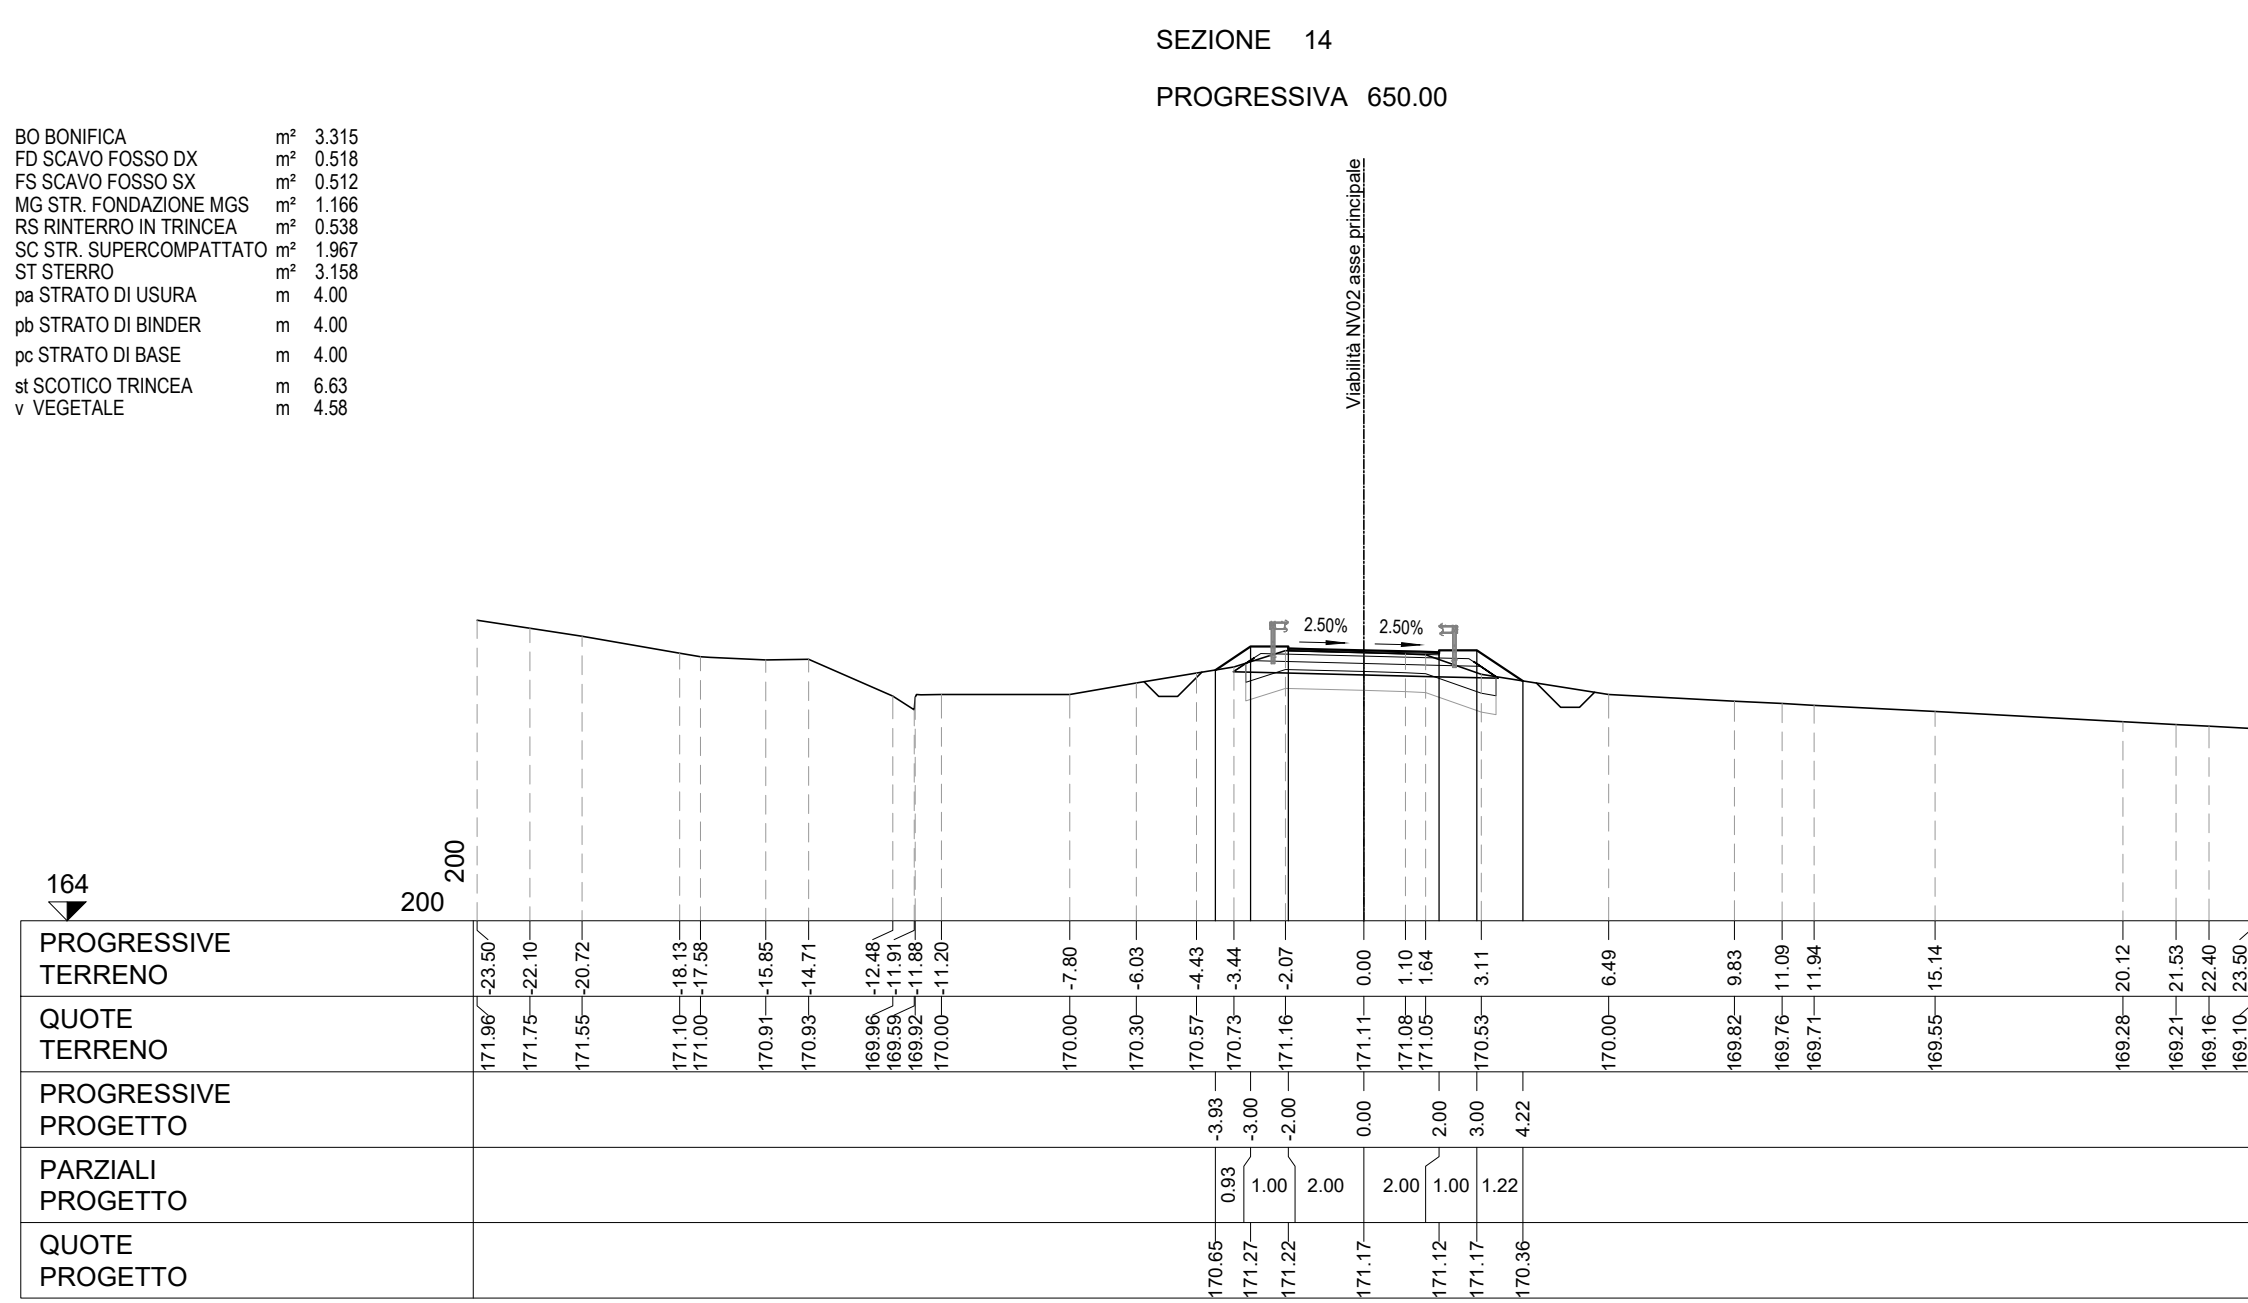 SEZIONE 14
PROGRESSIVA 650.00
BO BONIFICA m² 3.315
FD SCAVO FOSSO DX m² 0.518
FS SCAVO FOSSO SX m² 0.512
MG STR. FONDAZIONE MGS m² 1.166
RS RINTERRO IN TRINCEA m² 0.538
SC STR. SUPERCOMPATTATO m² 1.967
ST STERRO m² 3.158
pa STRATO DI USURA m 4.00
pb STRATO DI BINDER m 4.00
pc STRATO DI BASE m 4.00
st SCOTICO TRINCEA m 6.63
v VEGETALE m 4.58
Viabilità NV02 asse principale
2.50% 2.50%
164
200
200
PROGRESSIVE
TERRENO
-23.50 -22.10 -20.72 -18.13 -17.58 -15.85 -14.71 -12.48 -11.91 -11.88 -11.20 -7.80 -6.03 -4.43 -3.44 -2.07 0.00 1.10 1.64 3.11 6.49 9.83 11.09 11.94 15.14 20.12 21.53 22.40 23.50
QUOTE
TERRENO
171.96 171.75 171.55 171.10 171.00 170.91 170.93 169.96 169.59 169.92 170.00 170.00 170.30 170.57 170.73 171.16 171.11 171.08 171.05 170.53 170.00 169.82 169.76 169.71 169.55 169.28 169.21 169.16 169.10
PROGRESSIVE
PROGETTO
-3.93 -3.00 -2.00 0.00 2.00 3.00 4.22
PARZIALI
PROGETTO
0.93 1.00 2.00 2.00 1.00 1.22
QUOTE
PROGETTO
170.65 171.27 171.22 171.17 171.12 171.17 170.36